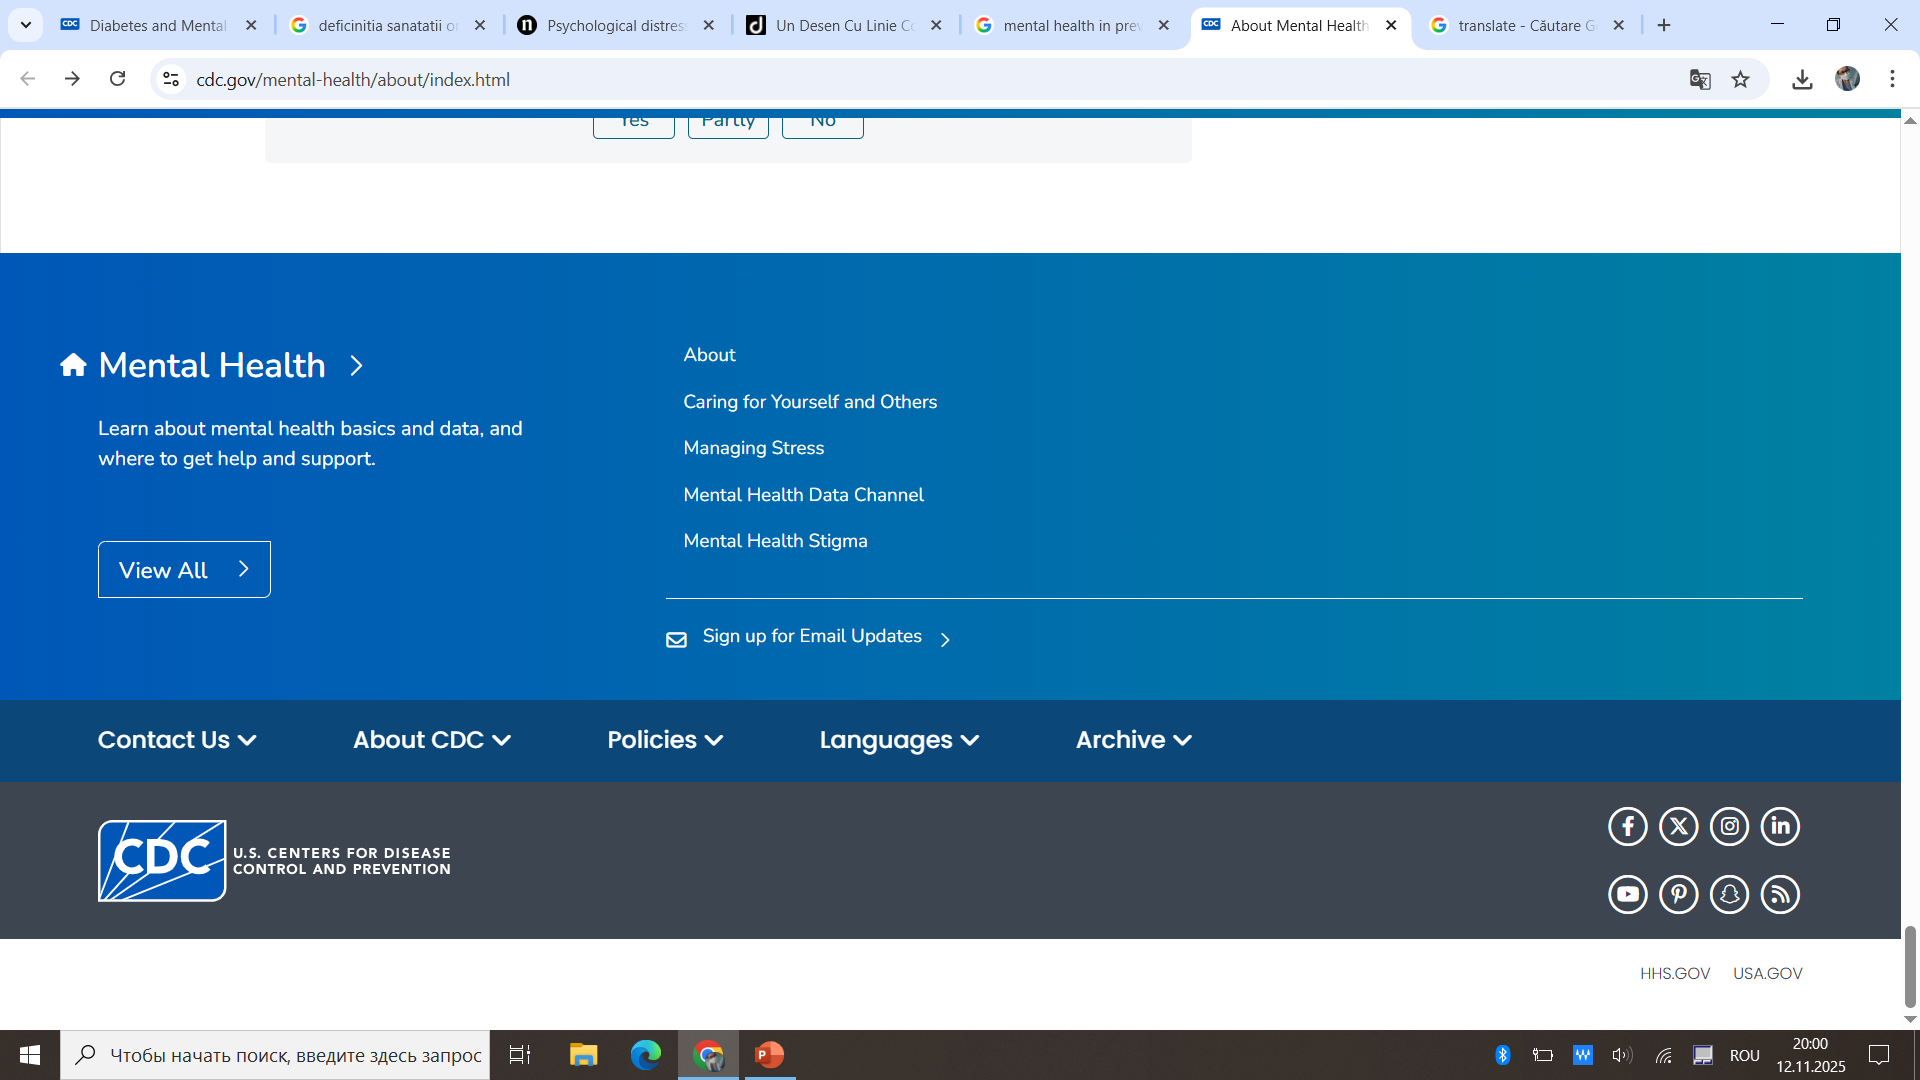 Diabetes and Mental
deficinitia sanatatii or
Psychological distres
Un Desen Cu Linie Co
mental health in prev
About Mental Health
translate - Căutare G
cdc.gov/mental-health/about/index.html
Yes Partly No
Mental Health
Learn about mental health basics and data, and
where to get help and support.
View All
About
Caring for Yourself and Others
Managing Stress
Mental Health Data Channel
Mental Health Stigma
Sign up for Email Updates
Contact Us About CDC Policies Languages Archive
CDC
U.S. CENTERS FOR DISEASE
CONTROL AND PREVENTION
HHS.GOV USA.GOV
Чтобы начать поиск, введите здесь запрос
ROU
20:00
12.11.2025